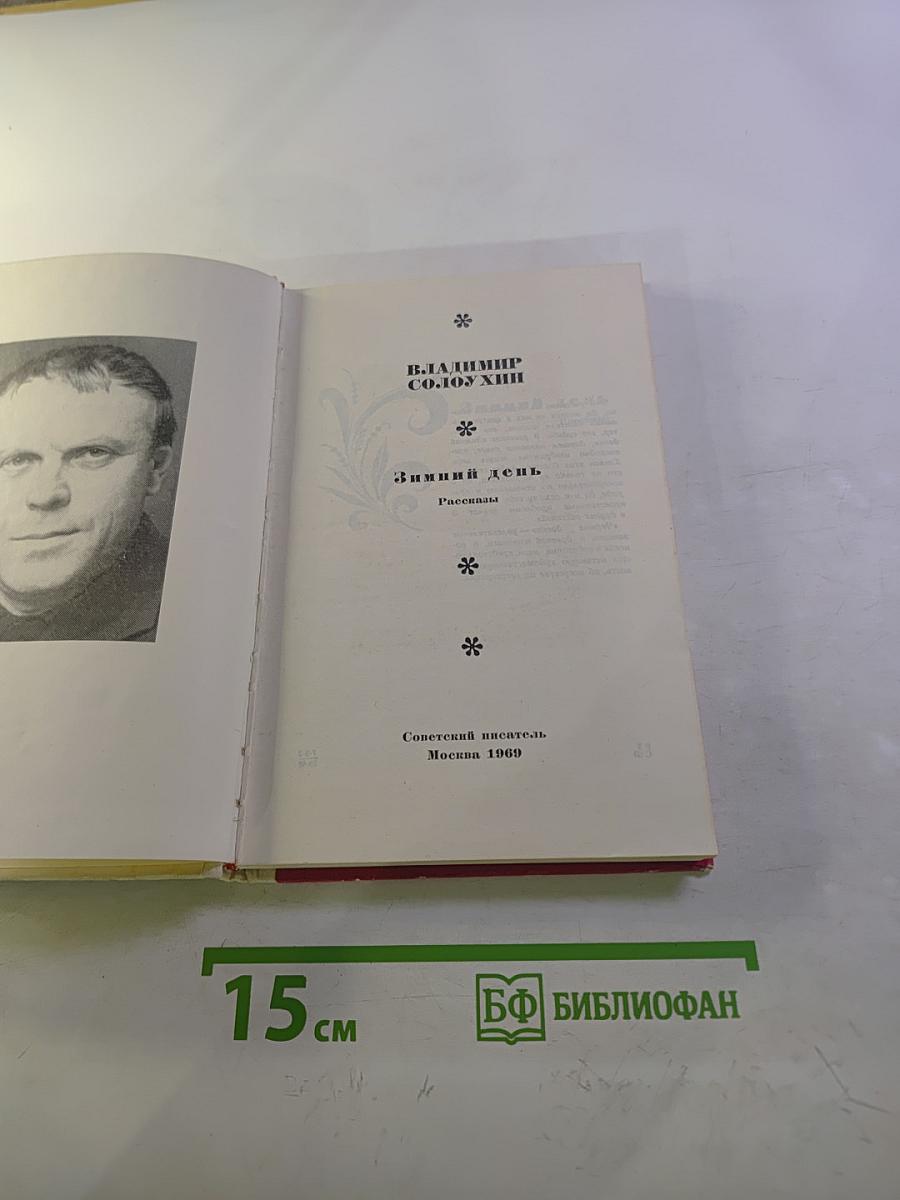 *
ВЛАДИМИР
СОЛОУХИН
*
Зимний день
Рассказы
*
*
Советский писатель
Москва 1969
15 см
БФ БИБЛИОФАН